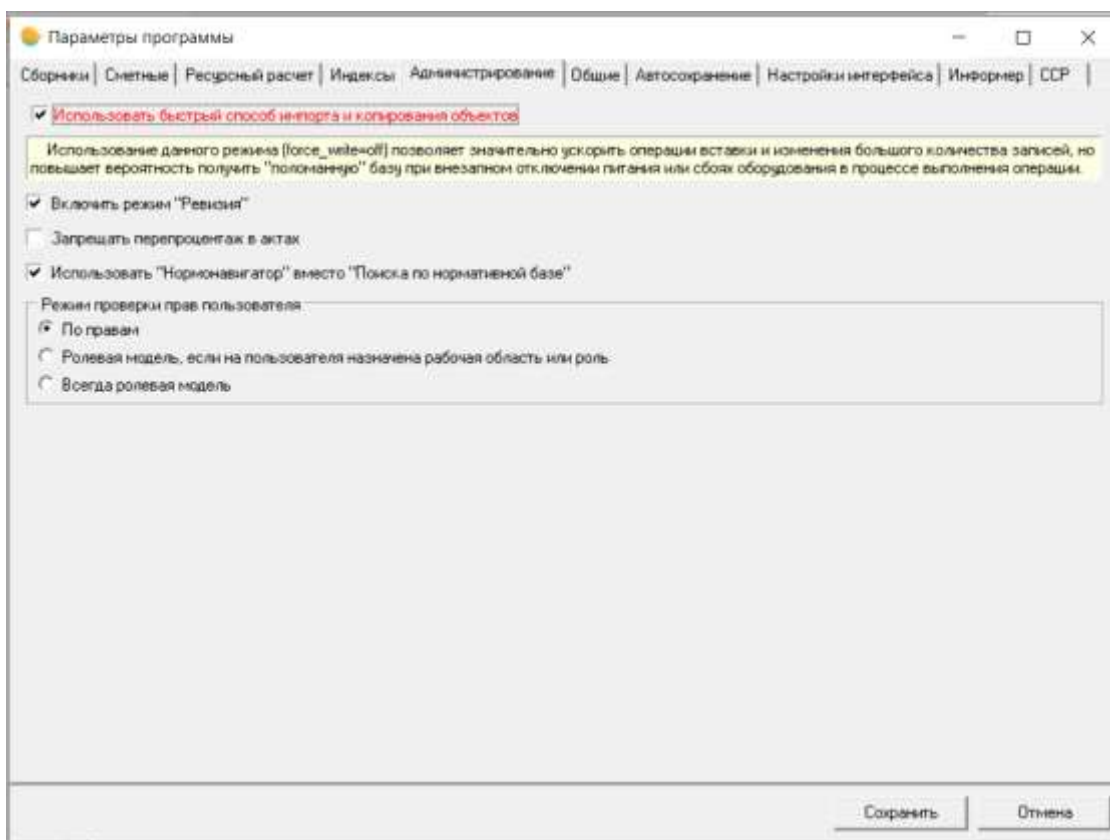 Параметры программы
Сборники | Сметные | Ресурсный расчет | Индексы | Администрирование | Общие | Автосохранение | Настройки интерфейса | Информер | ССР |
Использовать быстрый способ импорта и копирования объектов
Использование данного режима (force_write=off) позволяет значительно ускорить операции вставки и изменения большого количества записей, но
повышает вероятность получить "поломанную" базу при внезапном отключении питания или сбоях оборудования в процессе выполнения операции.
Включить режим "Ревизия"
Запрещать перепроцентаж в актах
Использовать "Нормонавигатор" вместо "Поиска по нормативной базе"
Режим проверки прав пользователя
По правам
Ролевая модель, если на пользователя назначена рабочая область или роль
Всегда ролевая модель
Сохранить Отмена